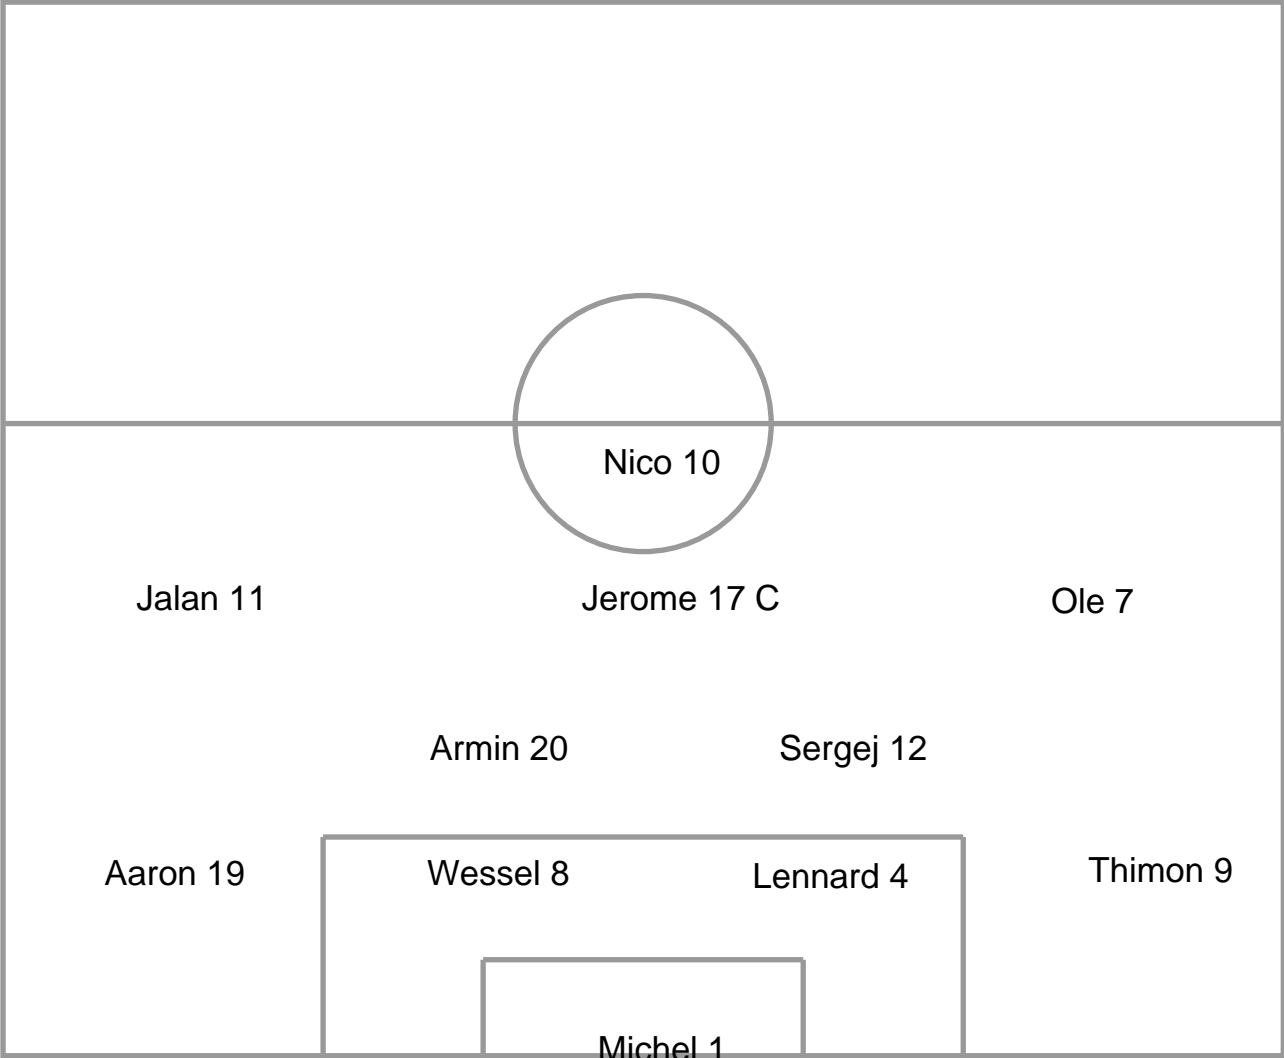 Nico 10
Jalan 11
Jerome 17 C
Ole 7
Armin 20
Sergej 12
Aaron 19
Wessel 8
Lennard 4
Thimon 9
Michel 1